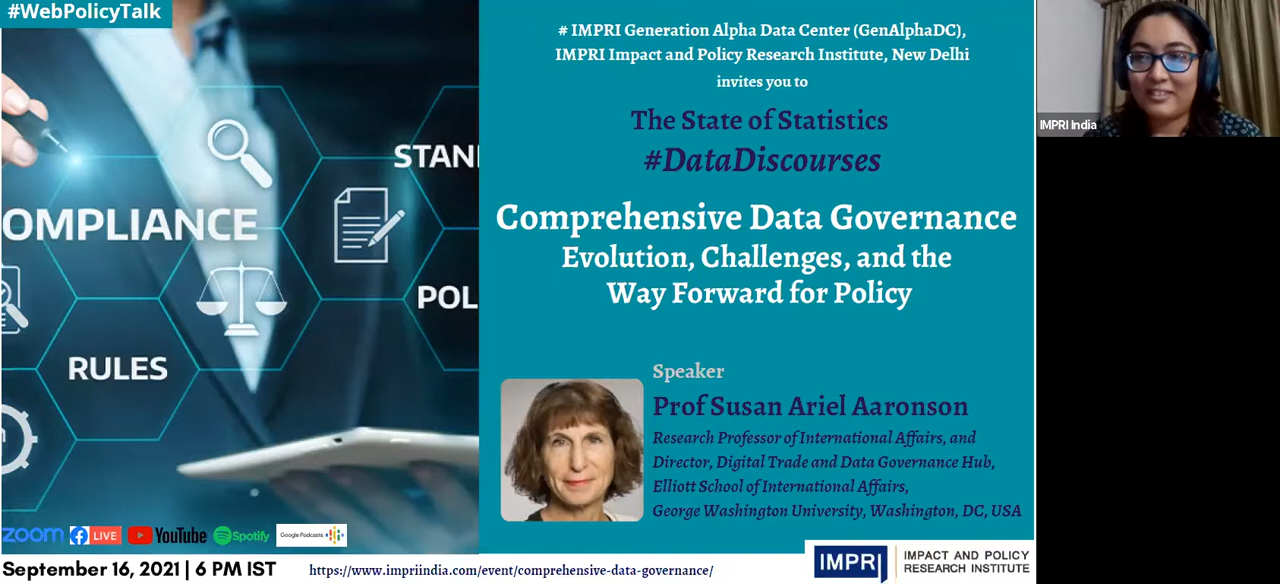 #WebPolicyTalk
STAN
OMPLIANCE
POL
RULES
zoom
LIVE
YouTube
Spotify
Google Podcasts
September 16, 2021 | 6 PM IST
https://www.impriindia.com/event/comprehensive-data-governance/
# IMPRI Generation Alpha Data Center (GenAlphaDC),
IMPRI Impact and Policy Research Institute, New Delhi
invites you to
The State of Statistics
#DataDiscourses
Comprehensive Data Governance
Evolution, Challenges, and the
Way Forward for Policy
Speaker
Prof Susan Ariel Aaronson
Research Professor of International Affairs, and
Director, Digital Trade and Data Governance Hub,
Elliott School of International Affairs,
George Washington University, Washington, DC, USA
IMPRI
IMPACT AND POLICY
RESEARCH INSTITUTE
IMPRI India